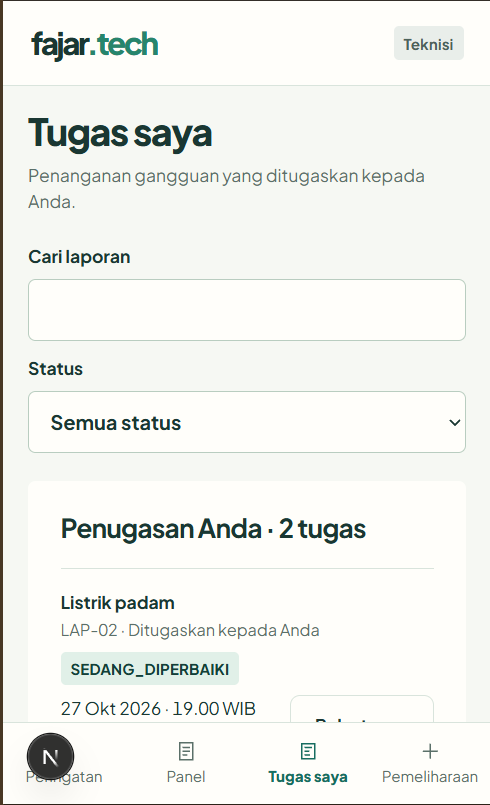 fajar.tech
Teknisi
Tugas saya
Penanganan gangguan yang ditugaskan kepada
Anda.
Cari laporan
Status
Semua status
Penugasan Anda · 2 tugas
Listrik padam
LAP-02 · Ditugaskan kepada Anda
SEDANG_DIPERBAIKI
27 Okt 2026 · 19.00 WIB
N
Panel
Tugas saya
Pemeliharaan